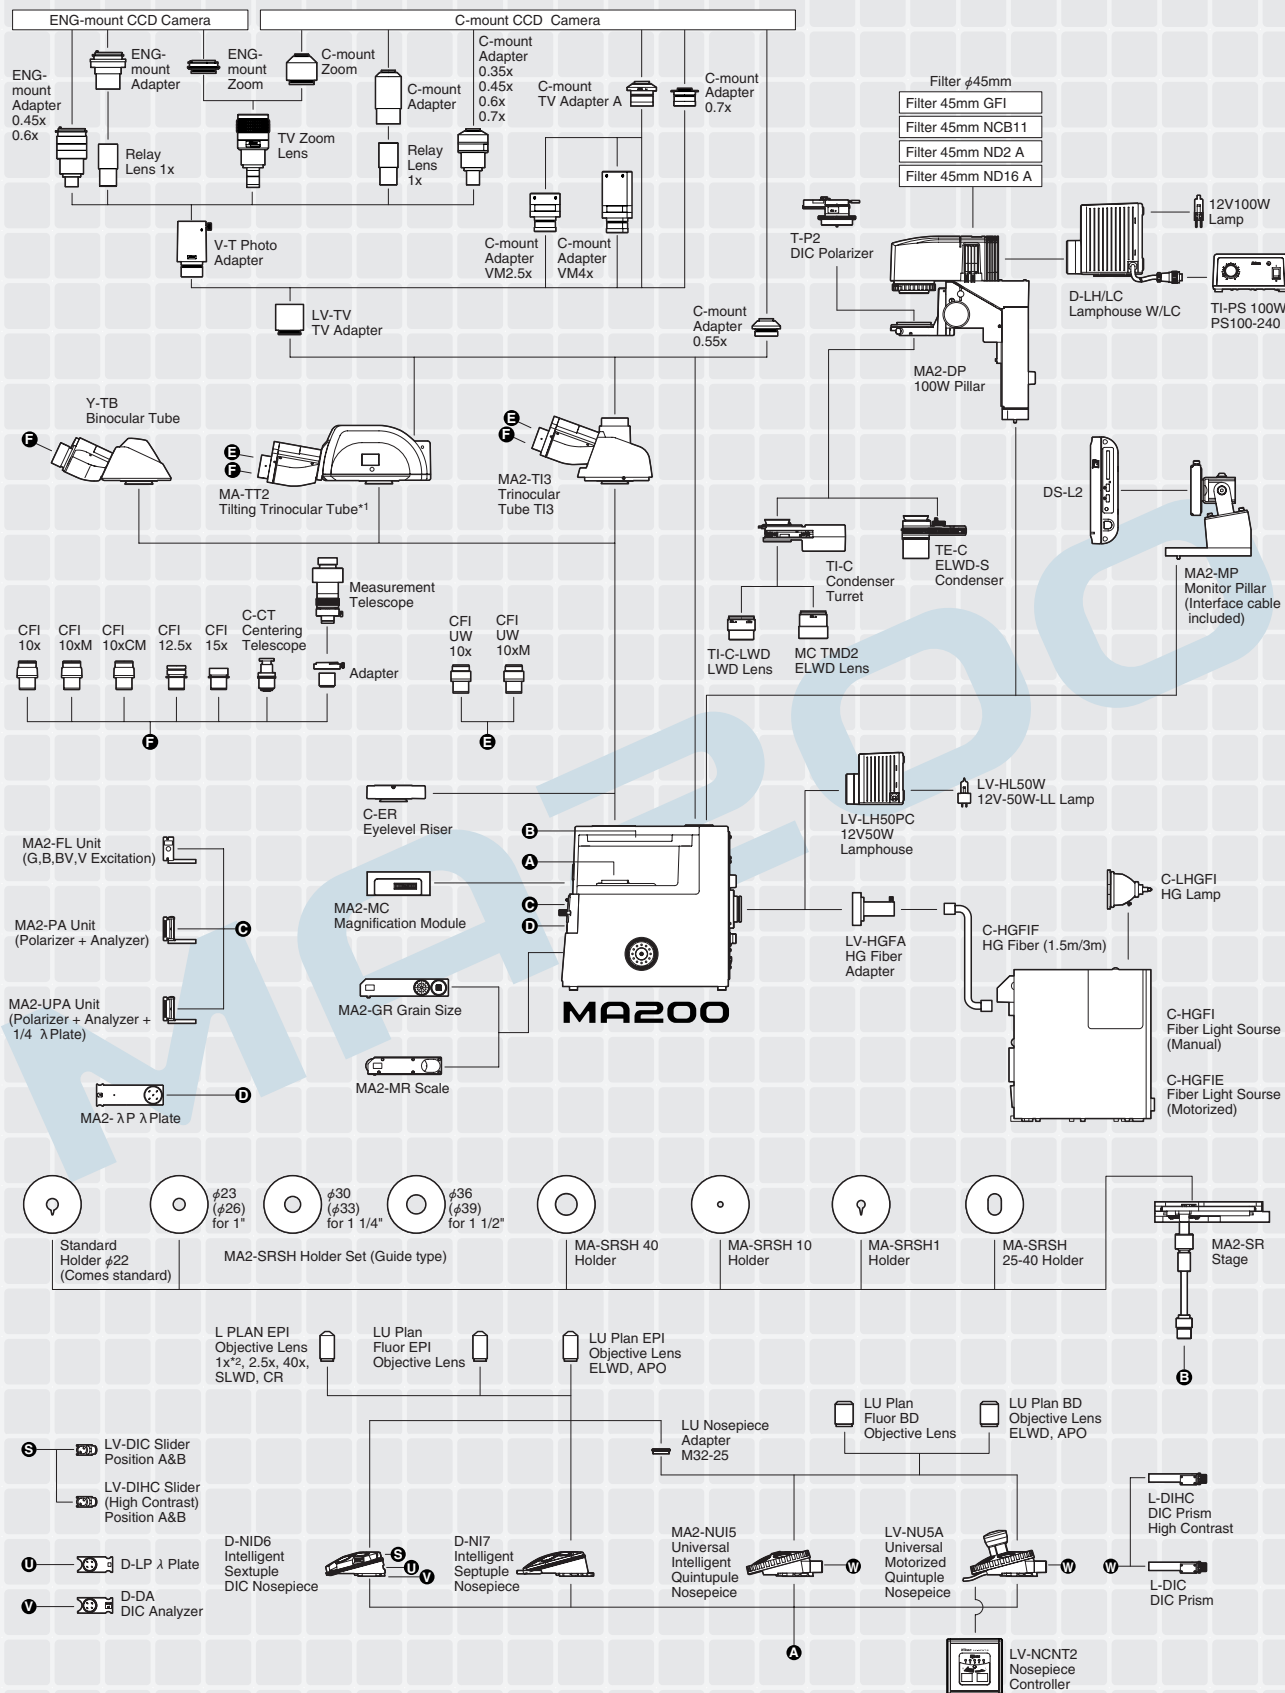 ENG-mount CCD Camera
C-mount CCD Camera
ENG-
mount
Adapter
0.45x
0.6x
ENG-
mount
Adapter
ENG-
mount
Zoom
C-mount
Zoom
C-mount
Adapter
C-mount
Adapter
0.35x
0.45x
0.6x
0.7x
C-mount
TV Adapter A
C-mount
Adapter
0.7x
Relay
Lens 1x
TV Zoom
Lens
Relay
Lens
1x
V-T Photo
Adapter
C-mount
Adapter
VM2.5x
C-mount
Adapter
VM4x
LV-TV
TV Adapter
C-mount
Adapter
0.55x
Filter ϕ45mm
Filter 45mm GFI
Filter 45mm NCB11
Filter 45mm ND2 A
Filter 45mm ND16 A
T-P2
DIC Polarizer
12V100W
Lamp
D-LH/LC
Lamphouse W/LC
TI-PS 100W
PS100-240
MA2-DP
100W Pillar
Y-TB
Binocular Tube
F
E
F
MA-TT2
Tilting Trinocular Tube*1
E
F
MA2-TI3
Trinocular
Tube TI3
DS-L2
MA2-MP
Monitor Pillar
(Interface cable
included)
TI-C
Condenser
Turret
TE-C
ELWD-S
Condenser
TI-C-LWD
LWD Lens
MC TMD2
ELWD Lens
Measurement
Telescope
CFI
10x
CFI
10xM
CFI
10xCM
CFI
12.5x
CFI
15x
C-CT
Centering
Telescope
Adapter
CFI
UW
10x
CFI
UW
10xM
F
E
MA200
C-ER
Eyelevel Riser
MA2-MC
Magnification Module
MA2-GR Grain Size
MA2-MR Scale
B
A
C
D
MA200
MA2-FL Unit
(G,B,BV,V Excitation)
MA2-PA Unit
(Polarizer + Analyzer)
C
MA2-UPA Unit
(Polarizer + Analyzer +
1/4 λ Plate)
D
MA2- λP λ Plate
LV-LH50PC
12V50W
Lamphouse
LV-HL50W
12V-50W-LL Lamp
LV-HGFA
HG Fiber
Adapter
C-HGFIF
HG Fiber (1.5m/3m)
C-LHGFI
HG Lamp
C-HGFI
Fiber Light Sourse
(Manual)
C-HGFIE
Fiber Light Sourse
(Motorized)
Standard
Holder ϕ22
(Comes standard)
ϕ23
(ϕ26)
for 1"
ϕ30
(ϕ33)
for 1 1/4"
ϕ36
(ϕ39)
for 1 1/2"
MA2-SRSH Holder Set (Guide type)
MA-SRSH 40
Holder
MA-SRSH 10
Holder
MA-SRSH1
Holder
MA-SRSH
25-40 Holder
MA2-SR
Stage
B
L PLAN EPI
Objective Lens
1x*2, 2.5x, 40x,
SLWD, CR
LU Plan
Fluor EPI
Objective Lens
LU Plan EPI
Objective Lens
ELWD, APO
LU Nosepiece
Adapter
M32-25
LU Plan
Fluor BD
Objective Lens
LU Plan BD
Objective Lens
ELWD, APO
S
LV-DIC Slider
Position A&B
LV-DIHC Slider
(High Contrast)
Position A&B
U
D-LP λ Plate
V
D-DA
DIC Analyzer
D-NID6
Intelligent
Sextuple
DIC Nosepiece
S
U
V
D-NI7
Intelligent
Septuple
Nosepiece
MA2-NUI5
Universal
Intelligent
Quintupule
Nosepeice
W
LV-NU5A
Universal
Motorized
Quintuple
Nosepeice
W
W
L-DIHC
DIC Prism
High Contrast
L-DIC
DIC Prism
A
LV-NCNT2
Nosepiece
Controller